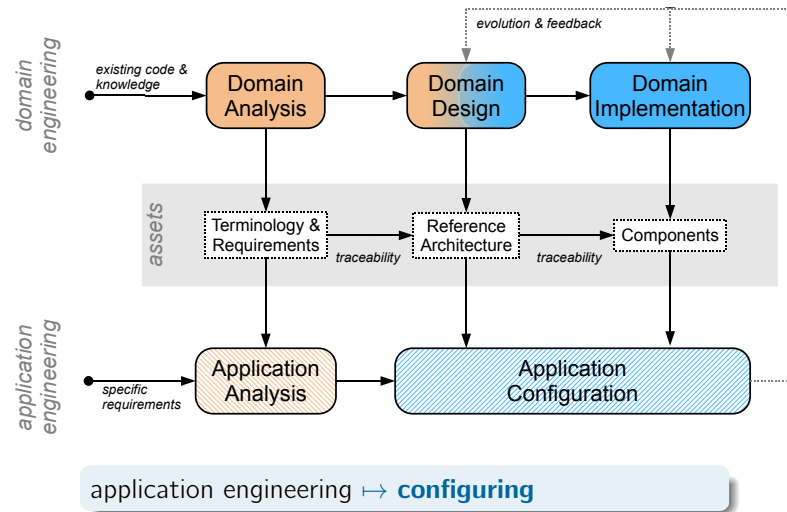 evolution & feedback
domain
engineering
existing code &
knowledge
Domain
Analysis
Domain
Design
Domain
Implementation
assets
Terminology &
Requirements
traceability
Reference
Architecture
traceability
Components
application
engineering
specific
requirements
Application
Analysis
Application
Configuration
application engineering ↦ configuring